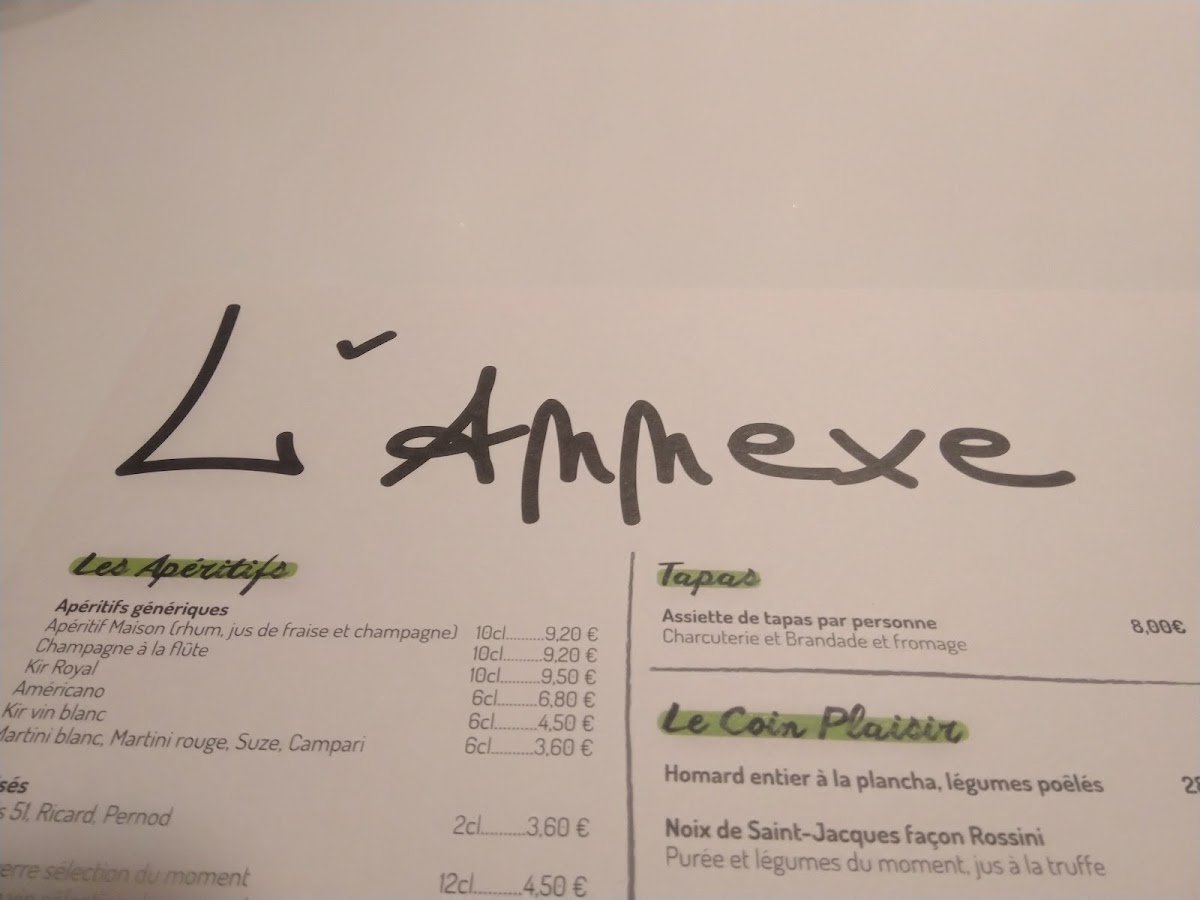 L'Annexe
Les Apéritifs
Apéritifs génériques
Apéritif Maison (rhum, jus de fraise et champagne) 10cl..........9,20 €
Champagne à la flûte 10cl..........9,20 €
Kir Royal 10cl..........9,50 €
Américano 6cl..........6,80 €
Kir vin blanc 6cl..........4,50 €
Martini blanc, Martini rouge, Suze, Campari 6cl..........3,60 €
51, Ricard, Pernod 2cl..........3,60 €
sélection du moment 12cl..........4,50 €
Tapas
Assiette de tapas par personne 8,00€
Charcuterie et Brandade et fromage
Le Coin Plaisir
Homard entier à la plancha, légumes poêlés
Noix de Saint-Jacques façon Rossini
Purée et légumes du moment, jus à la truffe